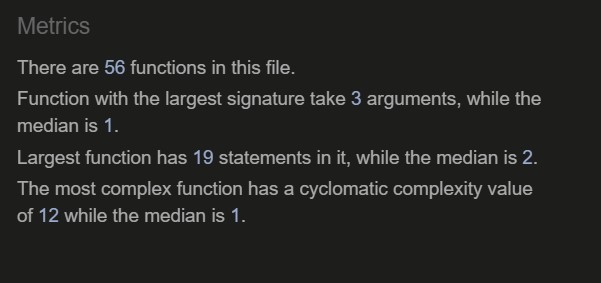 Metrics
There are 56 functions in this file.
Function with the largest signature take 3 arguments, while the
median is 1.
Largest function has 19 statements in it, while the median is 2.
The most complex function has a cyclomatic complexity value
of 12 while the median is 1.